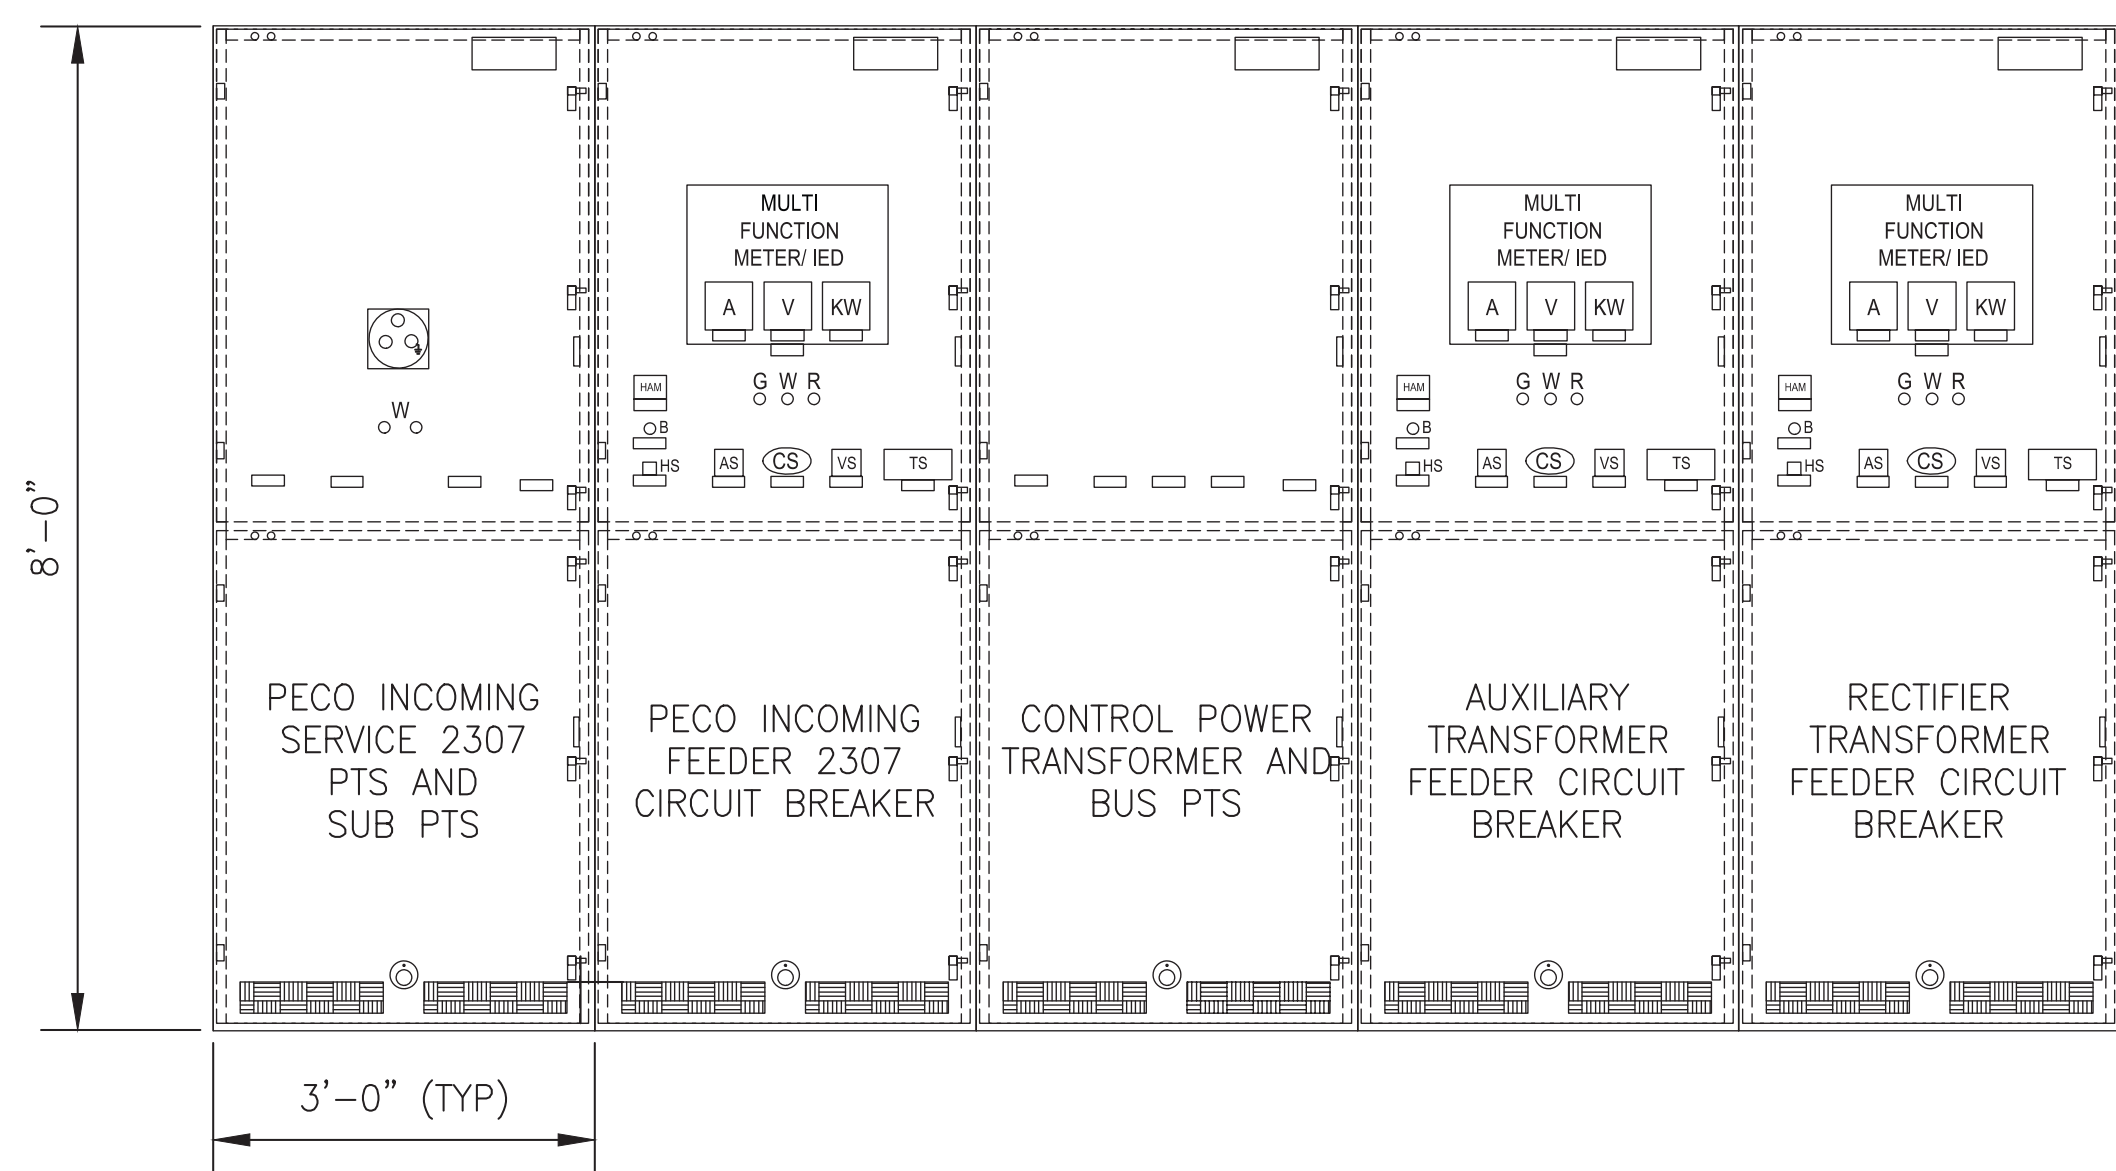 MULTI
FUNCTION
METER/ IED
A V KW
HAM
G W R
B
HS
AS CS VS TS
MULTI
FUNCTION
METER/ IED
A V KW
HAM
G W R
B
HS
AS CS VS TS
MULTI
FUNCTION
METER/ IED
A V KW
HAM
G W R
B
HS
AS CS VS TS
W
8'-0"
PECO INCOMING
SERVICE 2307
PTS AND
SUB PTS
PECO INCOMING
FEEDER 2307
CIRCUIT BREAKER
CONTROL POWER
TRANSFORMER AND
BUS PTS
AUXILIARY
TRANSFORMER
FEEDER CIRCUIT
BREAKER
RECTIFIER
TRANSFORMER
FEEDER CIRCUIT
BREAKER
3'-0" (TYP)